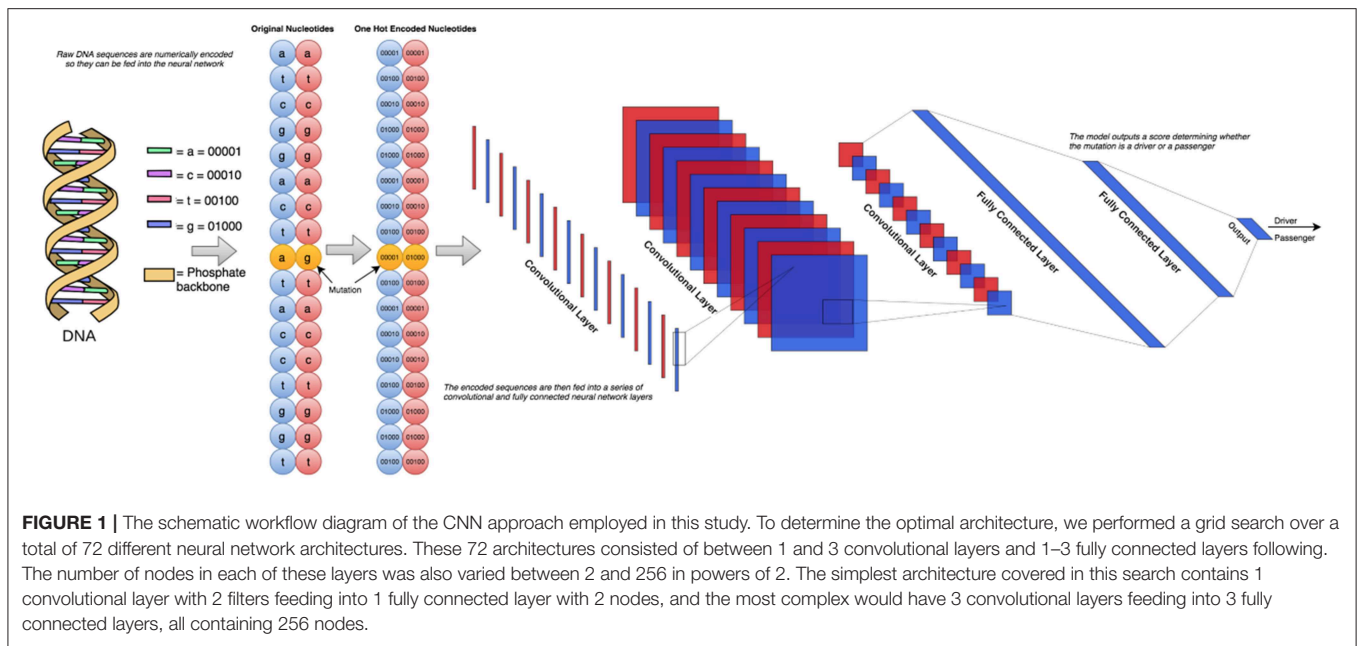 Original Nucleotides
One Hot Encoded Nucleotides
Raw DNA sequences are numerically encoded
so they can be fed into the neural network
= a = 00001
= c = 00010
= t = 00100
= g = 01000
= Phosphate
backbone
DNA
a a
t t
c c
g g
g g
a a
c c
t t
a g
t t
a a
c c
c c
t t
g g
g g
t t
Mutation
00001 00001
00100 00100
00010 00010
01000 01000
01000 01000
00001 00001
00010 00010
00100 00100
00001 01000
00100 00100
00001 00001
00010 00010
00010 00010
00100 00100
01000 01000
01000 01000
00100 00100
Convolutional Layer
The encoded sequences are then fed into a series of
convolutional and fully connected neural network layers
Convolutional Layer
Convolutional Layer
Fully Connected Layer
Fully Connected Layer
The model outputs a score determining whether
the mutation is a driver or a passenger
Output
Driver
Passenger
FIGURE 1 | The schematic workflow diagram of the CNN approach employed in this study. To determine the optimal architecture, we performed a grid search over a
total of 72 different neural network architectures. These 72 architectures consisted of between 1 and 3 convolutional layers and 1–3 fully connected layers following.
The number of nodes in each of these layers was also varied between 2 and 256 in powers of 2. The simplest architecture covered in this search contains 1
convolutional layer with 2 filters feeding into 1 fully connected layer with 2 nodes, and the most complex would have 3 convolutional layers feeding into 3 fully
connected layers, all containing 256 nodes.